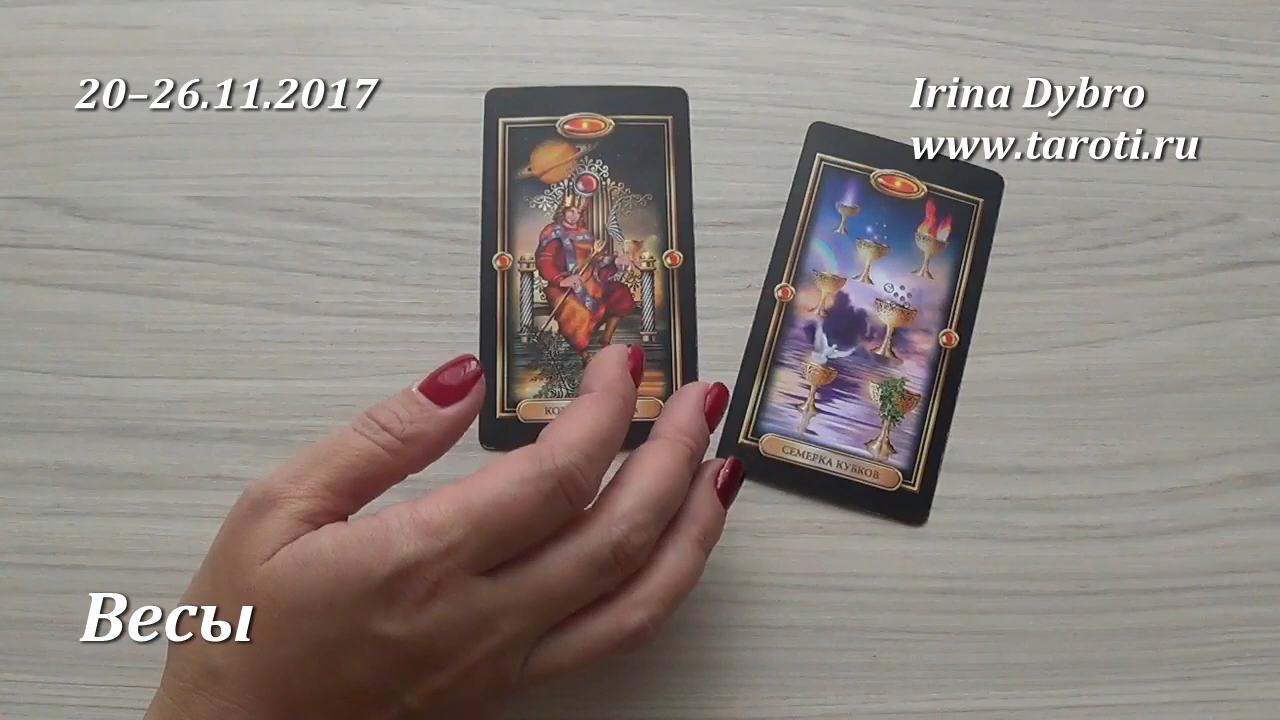 20–26.11.2017
Irina Dybro
www.taroti.ru
СЕМЕРКА КУБКОВ
Весы